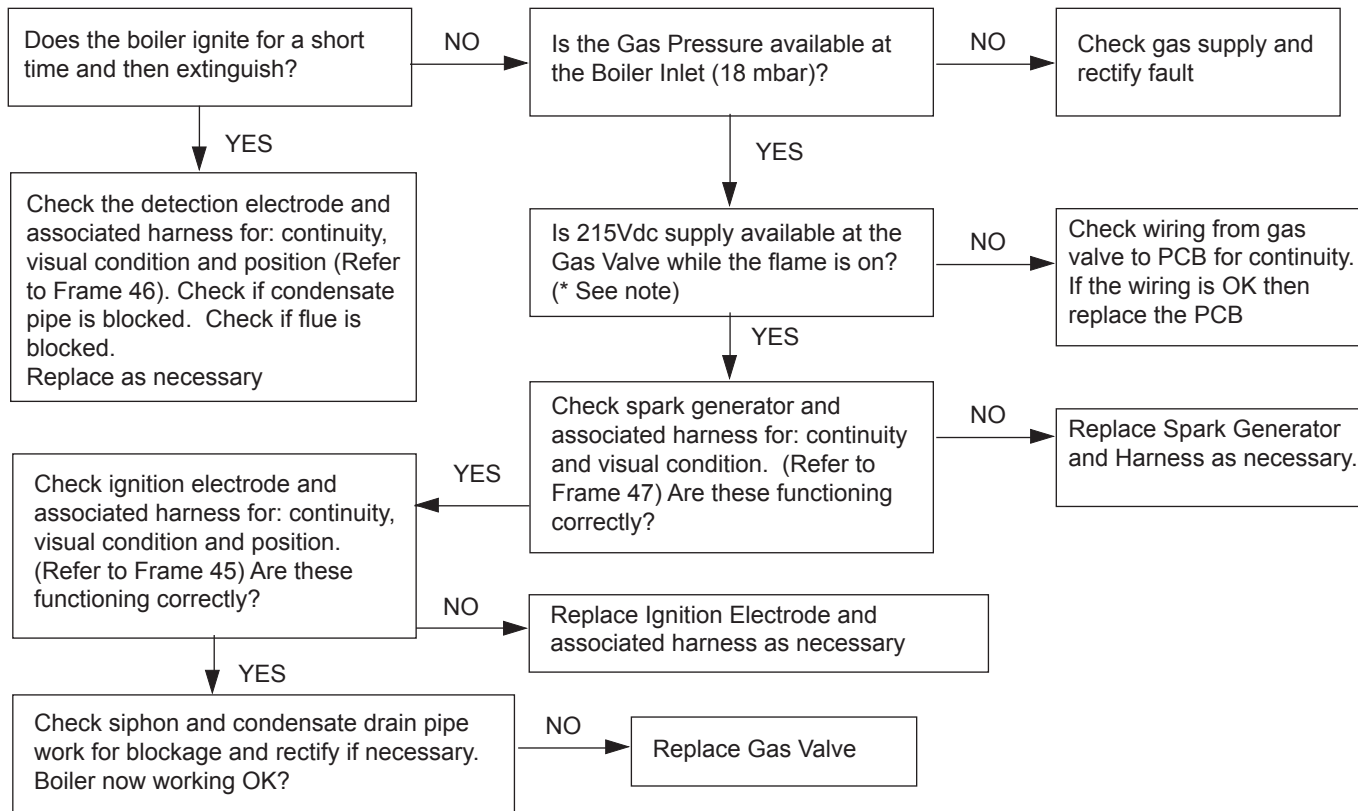 Does the boiler ignite for a short
time and then extinguish?
NO
Is the Gas Pressure available at
the Boiler Inlet (18 mbar)?
NO
Check gas supply and
rectify fault
YES
YES
Check the detection electrode and
associated harness for: continuity,
visual condition and position (Refer
to Frame 46). Check if condensate
pipe is blocked. Check if flue is
blocked.
Replace as necessary
Is 215Vdc supply available at the
Gas Valve while the flame is on?
(* See note)
NO
Check wiring from gas
valve to PCB for continuity.
If the wiring is OK then
replace the PCB
YES
Check spark generator and
associated harness for: continuity
and visual condition. (Refer to
Frame 47) Are these functioning
correctly?
NO
Replace Spark Generator
and Harness as necessary.
YES
Check ignition electrode and
associated harness for: continuity,
visual condition and position.
(Refer to Frame 45) Are these
functioning correctly?
NO
Replace Ignition Electrode and
associated harness as necessary
YES
Check siphon and condensate drain pipe
work for blockage and rectify if necessary.
Boiler now working OK?
NO
Replace Gas Valve